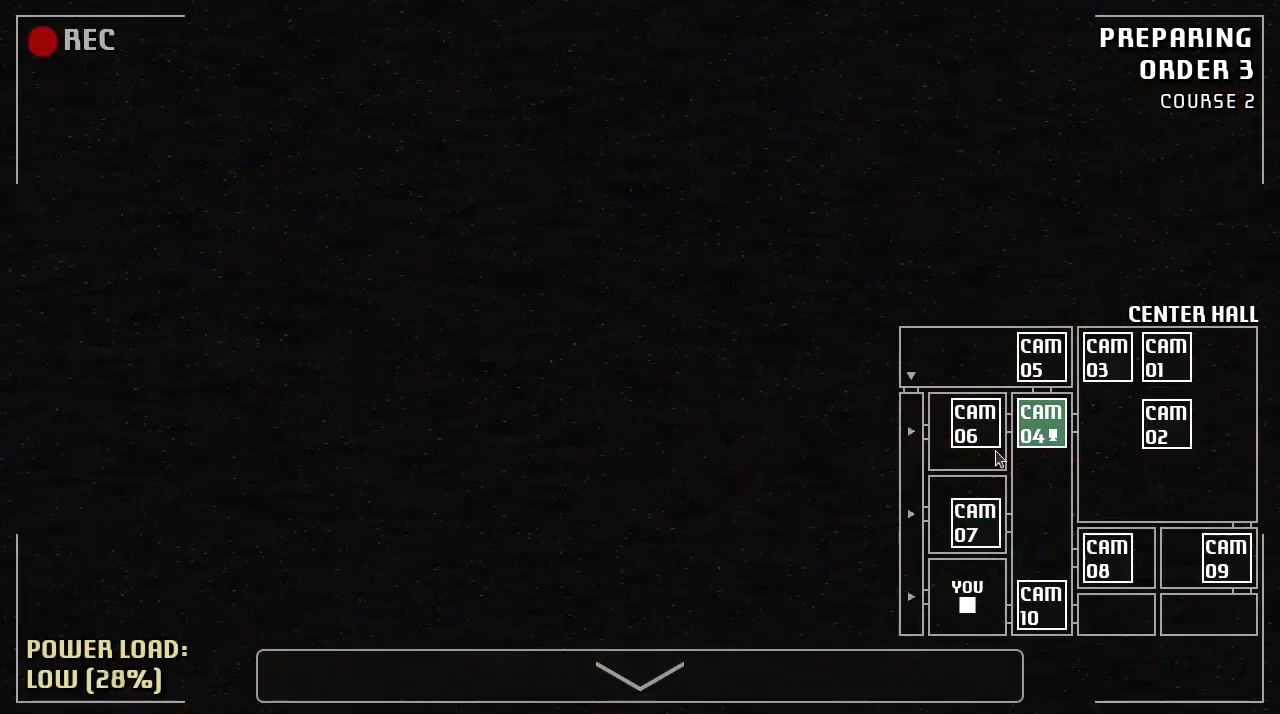 REC
PREPARING
ORDER 3
COURSE 2
CENTER HALL
CAM
05
CAM
03
CAM
01
CAM
06
CAM
04
CAM
02
CAM
07
CAM
08
CAM
09
YOU
CAM
10
POWER LOAD:
LOW (28%)